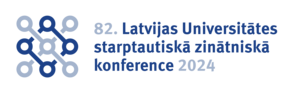 82. Latvijas Universitātes
starptautiskā zinātniskā
konference 2024